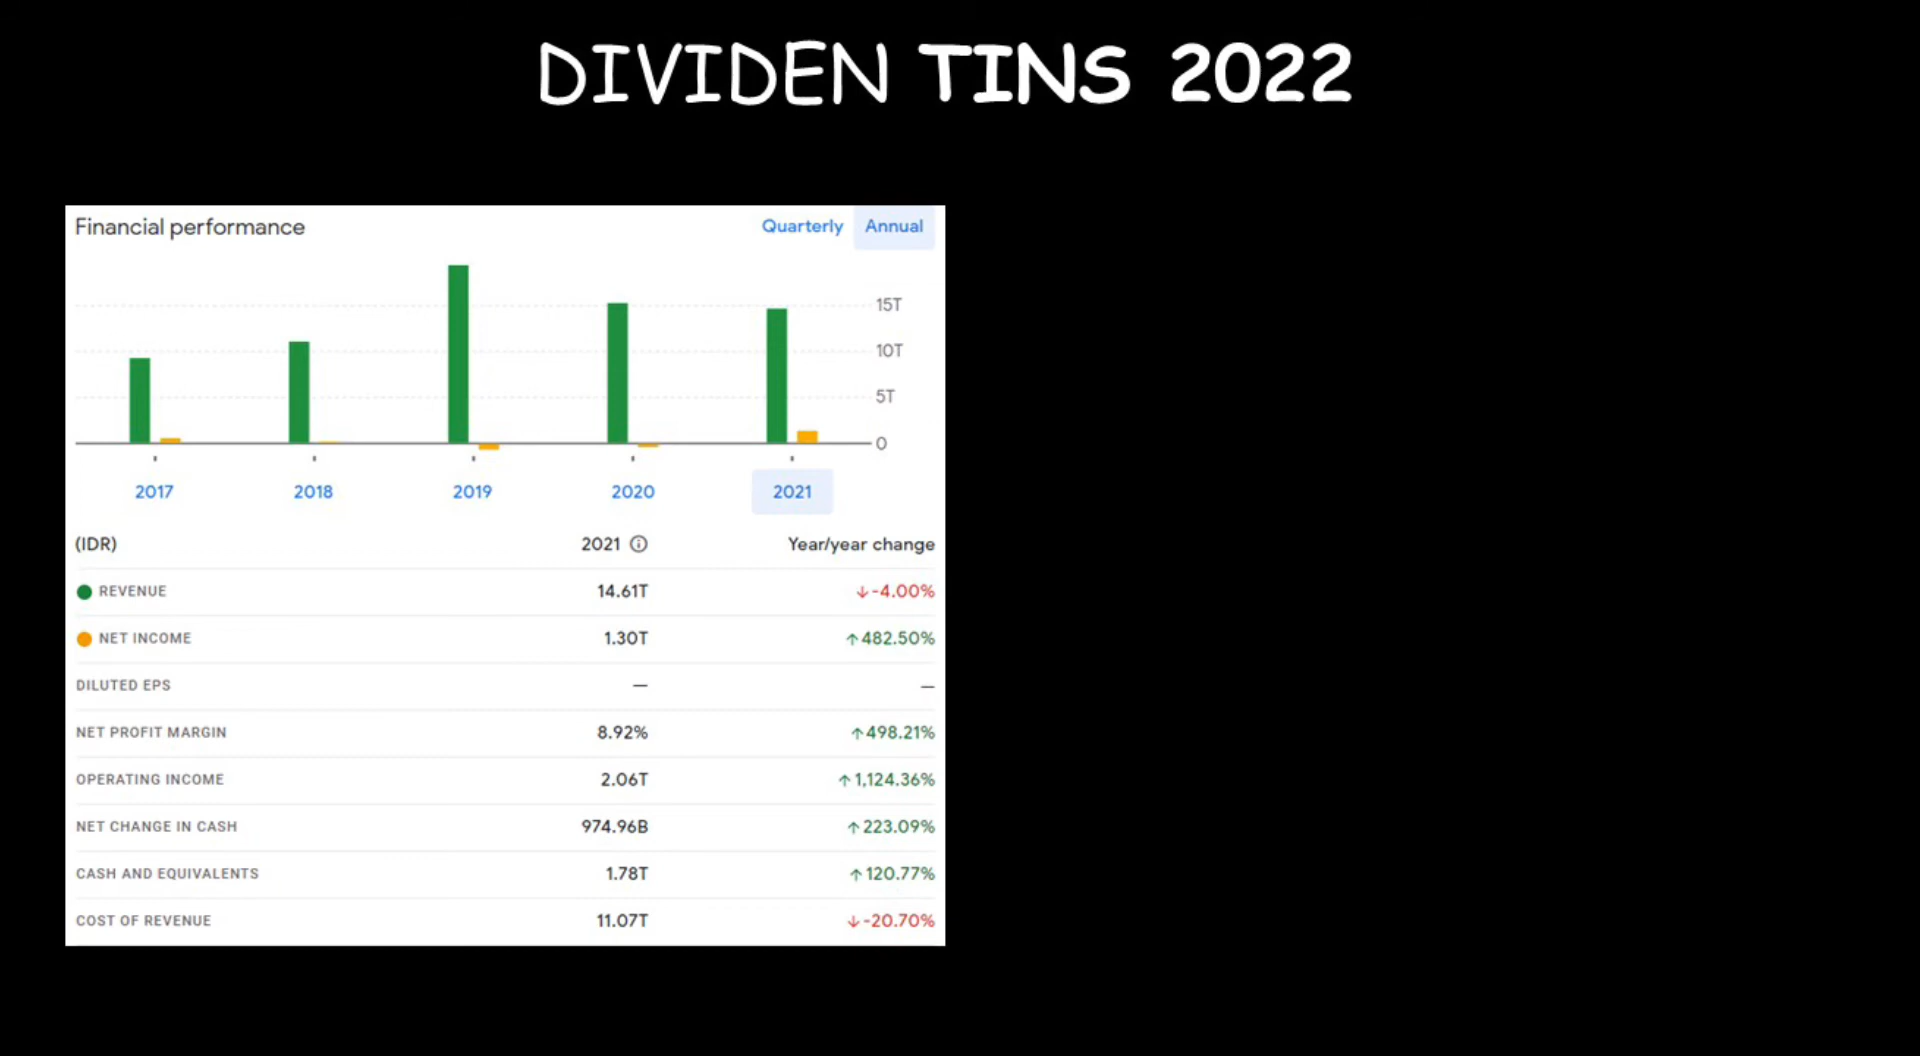 DIVIDEN TINS 2022
Financial performance Quarterly Annual
15T
10T
5T
0
2017 2018 2019 2020 2021
(IDR) 2021 Year/year change
REVENUE 14.61T ↓-4.00%
NET INCOME 1.30T ↑482.50%
DILUTED EPS — —
NET PROFIT MARGIN 8.92% ↑498.21%
OPERATING INCOME 2.06T ↑1,124.36%
NET CHANGE IN CASH 974.96B ↑223.09%
CASH AND EQUIVALENTS 1.78T ↑120.77%
COST OF REVENUE 11.07T ↓-20.70%